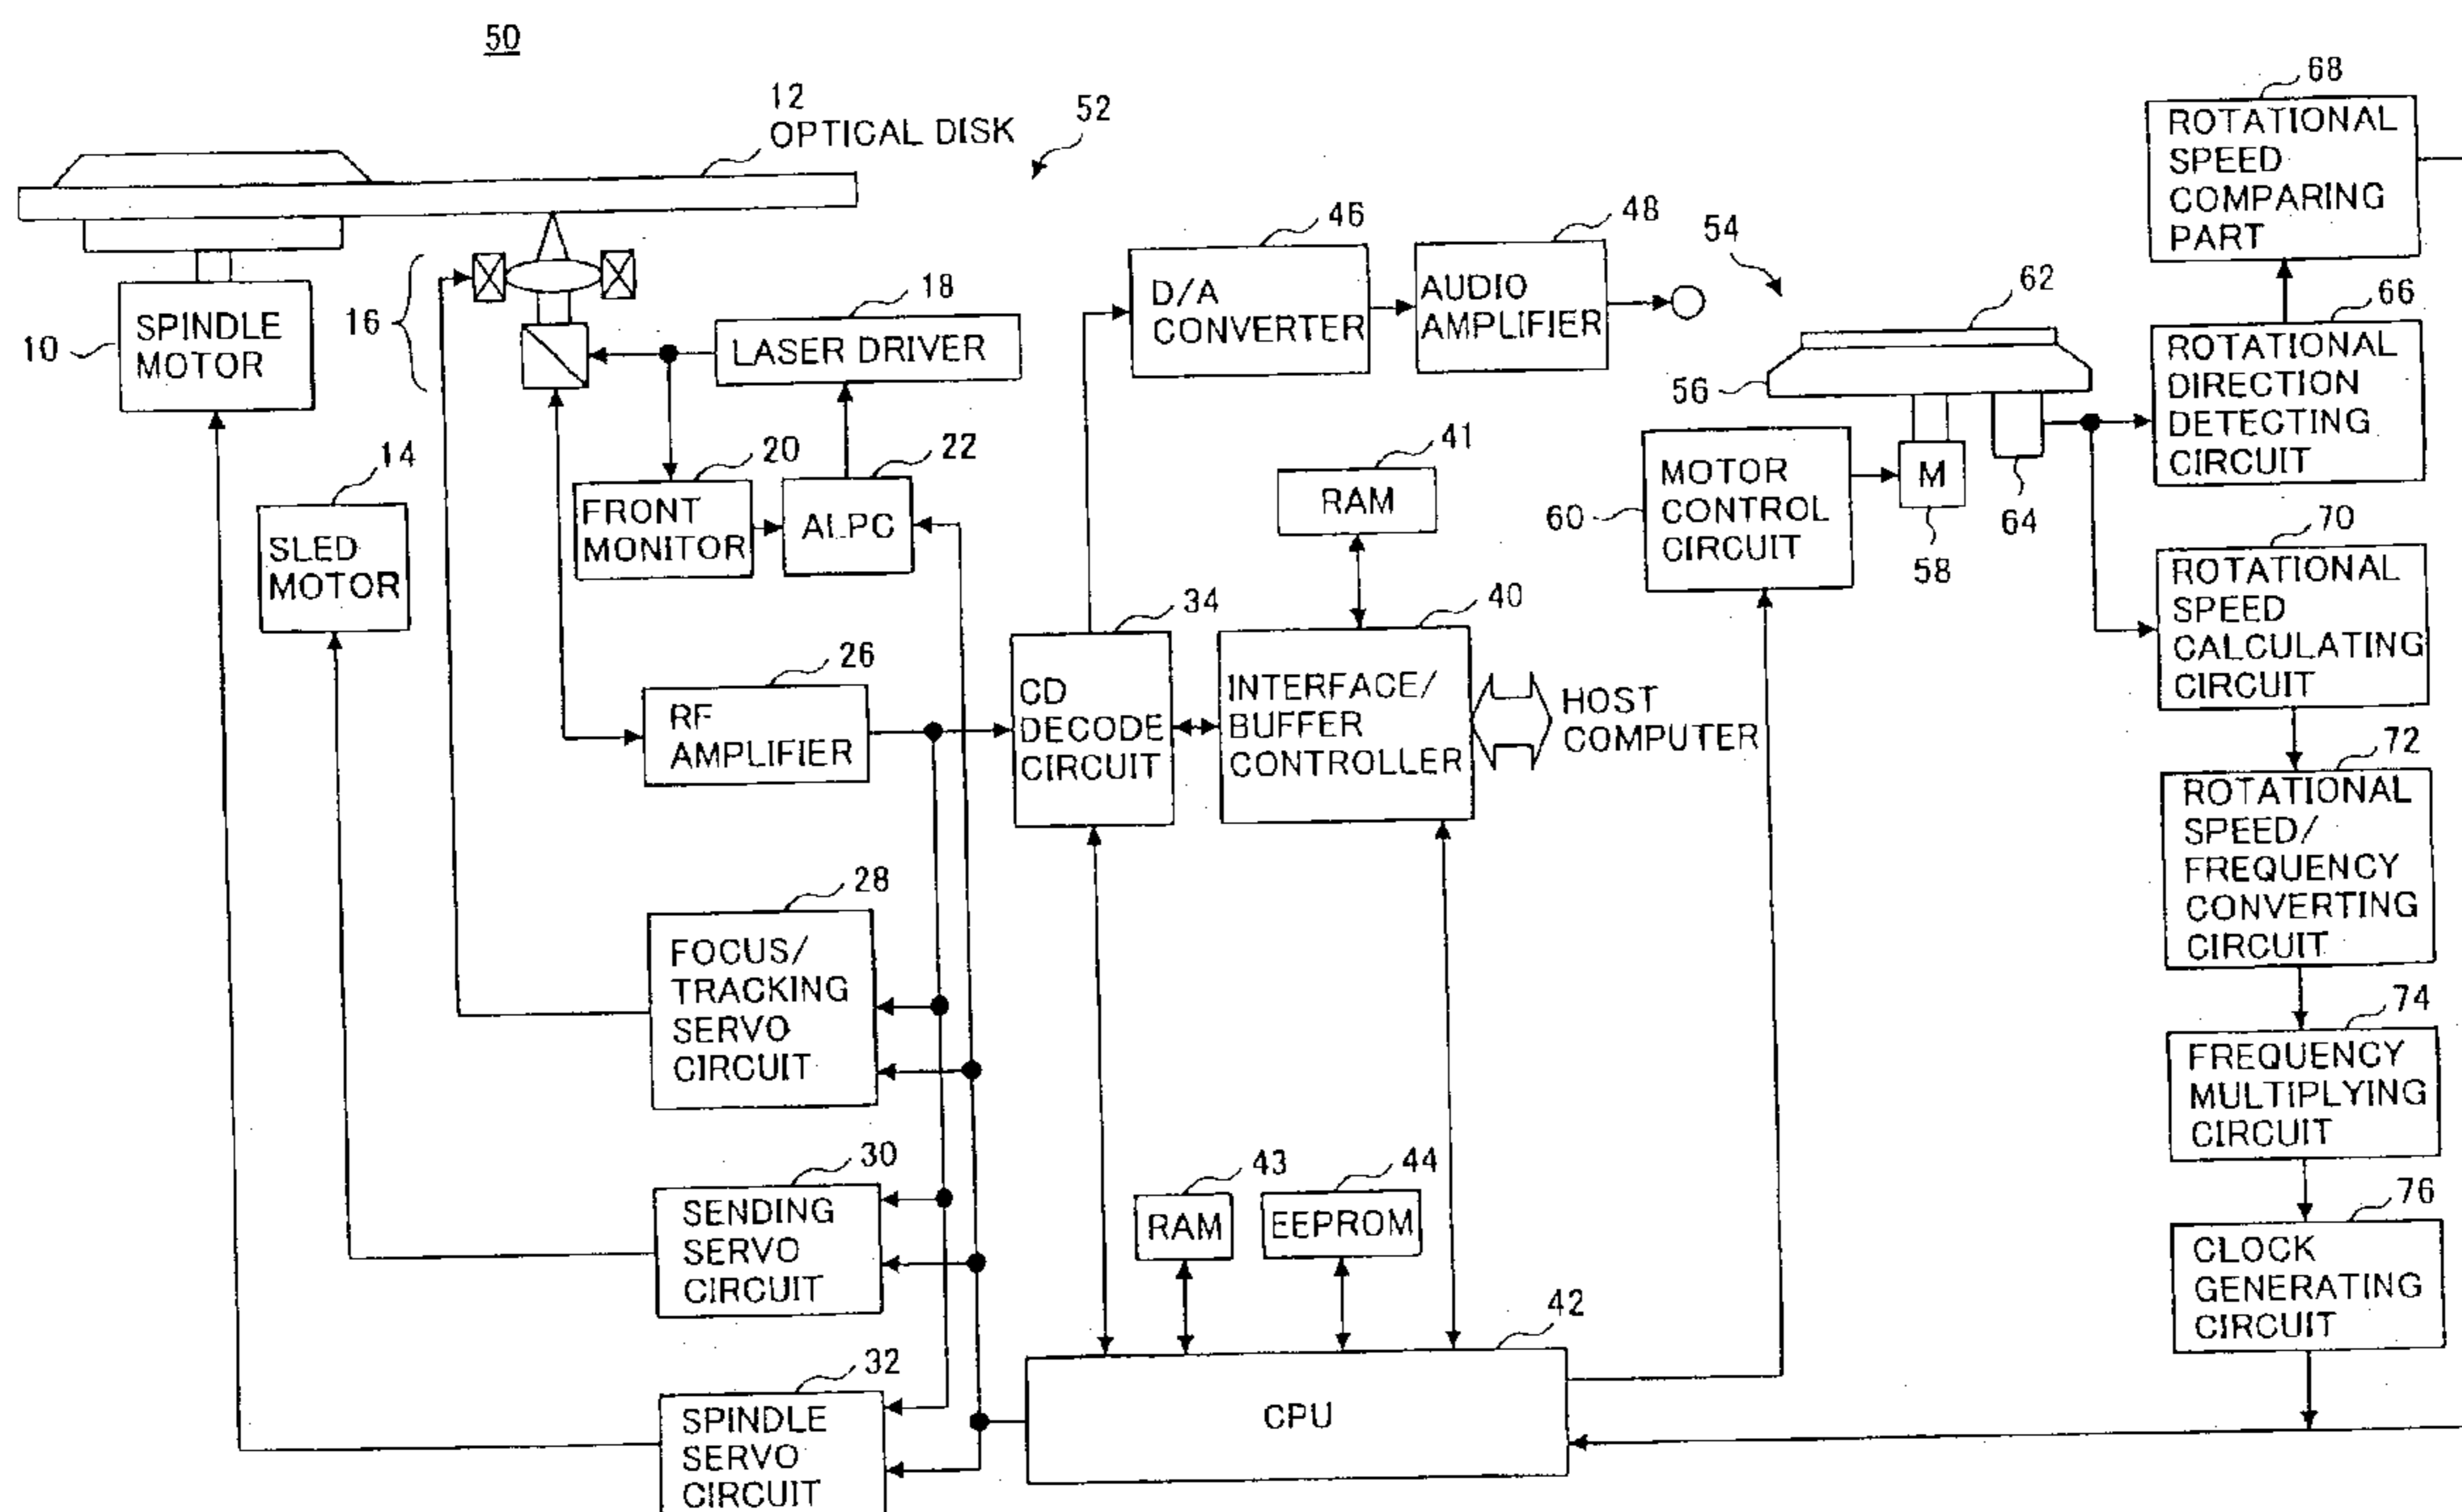 50
12
OPTICAL DISK
52
68
ROTATIONAL
SPEED
COMPARING
PART
46
D/A
CONVERTER
48
AUDIO
AMPLIFIER
54
62
56
66
ROTATIONAL
DIRECTION
DETECTING
CIRCUIT
10
SPINDLE
MOTOR
16
18
LASER DRIVER
14
SLED
MOTOR
20
FRONT
MONITOR
22
ALPC
41
RAM
60
MOTOR
CONTROL
CIRCUIT
M
58
64
70
ROTATIONAL
SPEED
CALCULATING
CIRCUIT
26
RF
AMPLIFIER
34
CD
DECODE
CIRCUIT
40
INTERFACE/
BUFFER
CONTROLLER
HOST
COMPUTER
72
ROTATIONAL
SPEED/
FREQUENCY
CONVERTING
CIRCUIT
28
FOCUS/
TRACKING
SERVO
CIRCUIT
74
FREQUENCY
MULTIPLYING
CIRCUIT
30
SENDING
SERVO
CIRCUIT
43
RAM
44
EEPROM
76
CLOCK
GENERATING
CIRCUIT
32
SPINDLE
SERVO
CIRCUIT
42
CPU